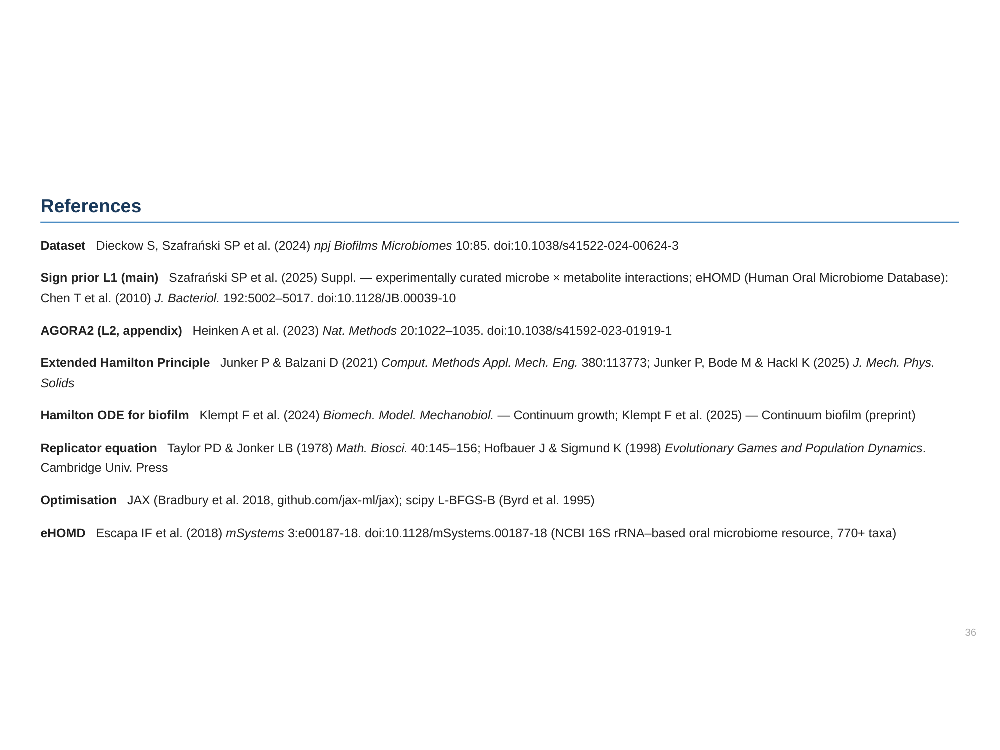 References
Dataset Dieckow S, Szafrański SP et al. (2024) npj Biofilms Microbiomes 10:85. doi:10.1038/s41522-024-00624-3
Sign prior L1 (main) Szafrański SP et al. (2025) Suppl. — experimentally curated microbe × metabolite interactions; eHOMD (Human Oral Microbiome Database):
Chen T et al. (2010) J. Bacteriol. 192:5002–5017. doi:10.1128/JB.00039-10
AGORA2 (L2, appendix) Heinken A et al. (2023) Nat. Methods 20:1022–1035. doi:10.1038/s41592-023-01919-1
Extended Hamilton Principle Junker P & Balzani D (2021) Comput. Methods Appl. Mech. Eng. 380:113773; Junker P, Bode M & Hackl K (2025) J. Mech. Phys.
Solids
Hamilton ODE for biofilm Klempt F et al. (2024) Biomech. Model. Mechanobiol. — Continuum growth; Klempt F et al. (2025) — Continuum biofilm (preprint)
Replicator equation Taylor PD & Jonker LB (1978) Math. Biosci. 40:145–156; Hofbauer J & Sigmund K (1998) Evolutionary Games and Population Dynamics.
Cambridge Univ. Press
Optimisation JAX (Bradbury et al. 2018, github.com/jax-ml/jax); scipy L-BFGS-B (Byrd et al. 1995)
eHOMD Escapa IF et al. (2018) mSystems 3:e00187-18. doi:10.1128/mSystems.00187-18 (NCBI 16S rRNA–based oral microbiome resource, 770+ taxa)
36